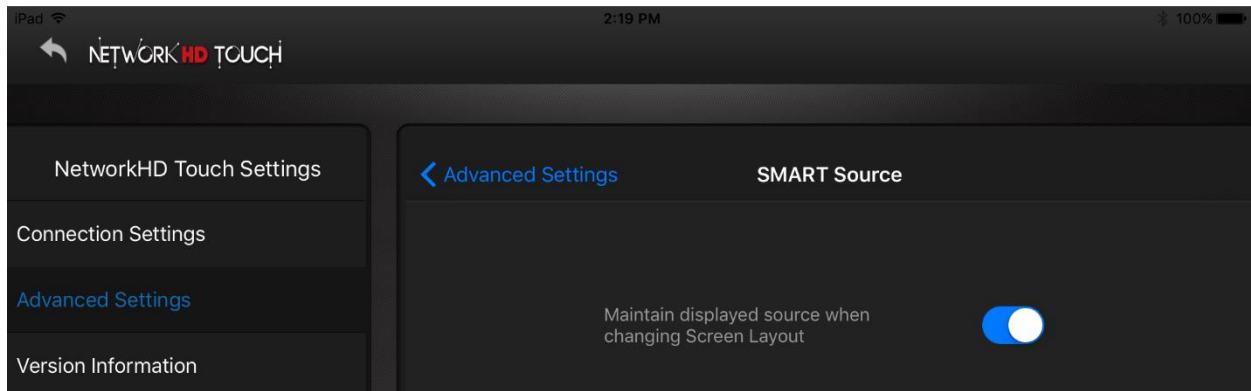 iPad 2:19 PM 100%
NETWORK HD TOUCH
NetworkHD Touch Settings
Connection Settings
Advanced Settings
Version Information
Advanced Settings SMART Source
Maintain displayed source when
changing Screen Layout